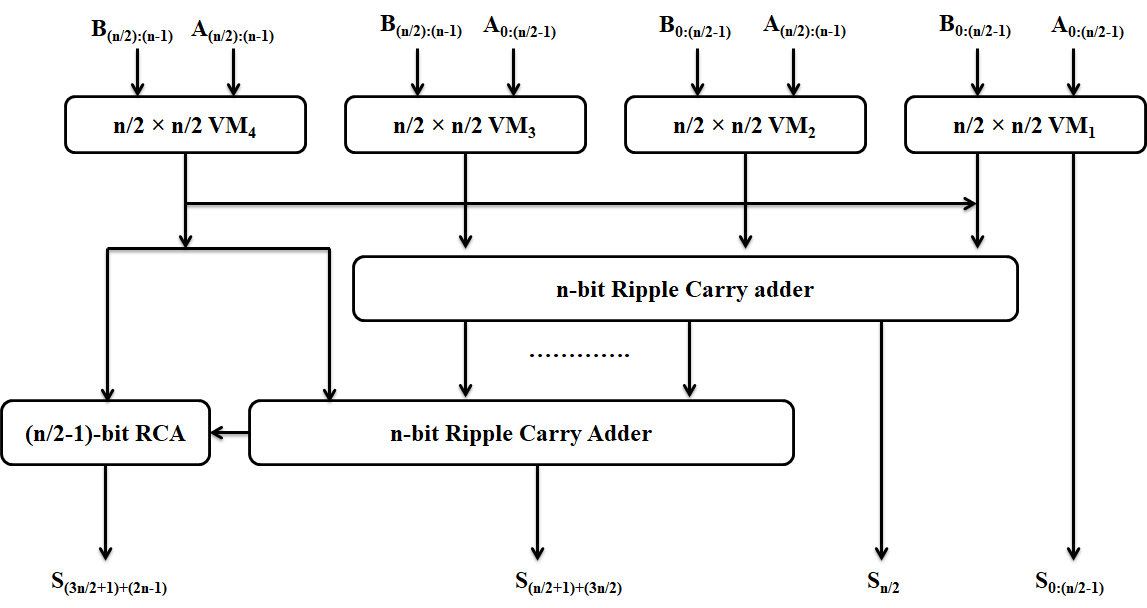 B(n/2):(n-1) A(n/2):(n-1) B(n/2):(n-1) A0:(n/2-1) B0:(n/2-1) A(n/2):(n-1) B0:(n/2-1) A0:(n/2-1)
n/2 × n/2 VM4 n/2 × n/2 VM3 n/2 × n/2 VM2 n/2 × n/2 VM1
n-bit Ripple Carry adder
.............
(n/2-1)-bit RCA n-bit Ripple Carry Adder
S(3n/2+1)+(2n-1) S(n/2+1)+(3n/2) Sn/2 S0:(n/2-1)